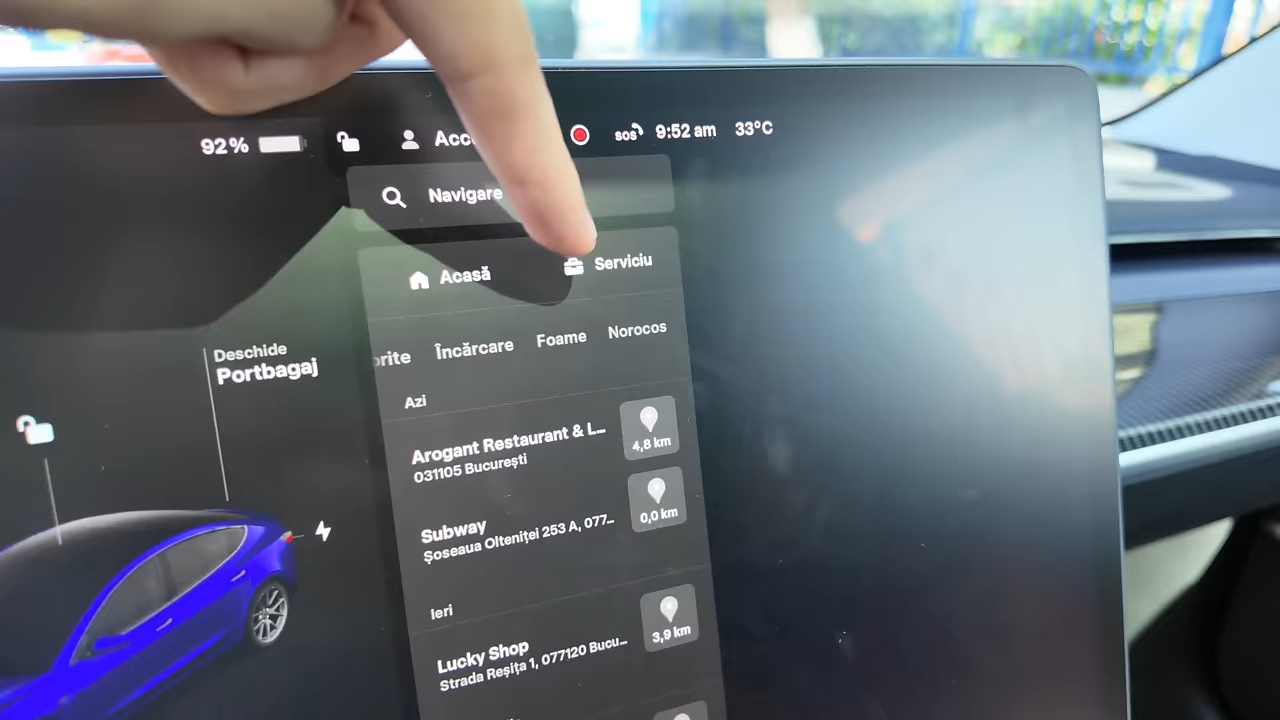 92%
Acc
SOS
9:52 am
33°C
Navigare
Acasă
Serviciu
orite
Încărcare
Foame
Norocos
Deschide
Portbagaj
Azi
Arogant Restaurant & L...
031105 București
4,8 km
Subway
Șoseaua Olteniței 253 A, 077...
0,0 km
Ieri
Lucky Shop
Strada Reșița 1, 077120 Bucu...
3,9 km